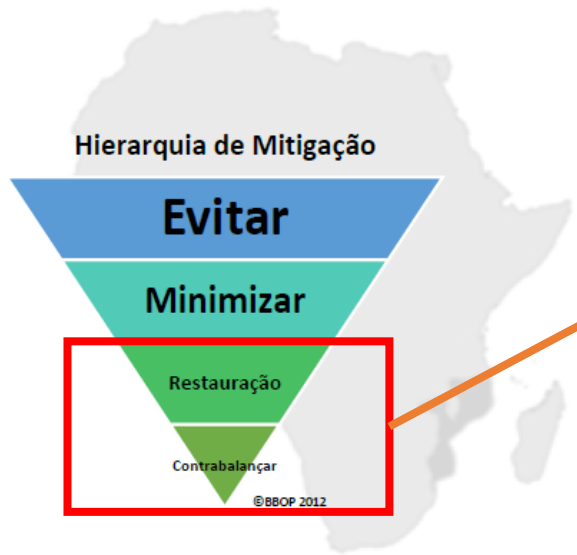 Hierarquia de Mitigação
Evitar
Minimizar
Restauração
Contrabalançar
©BBOP 2012